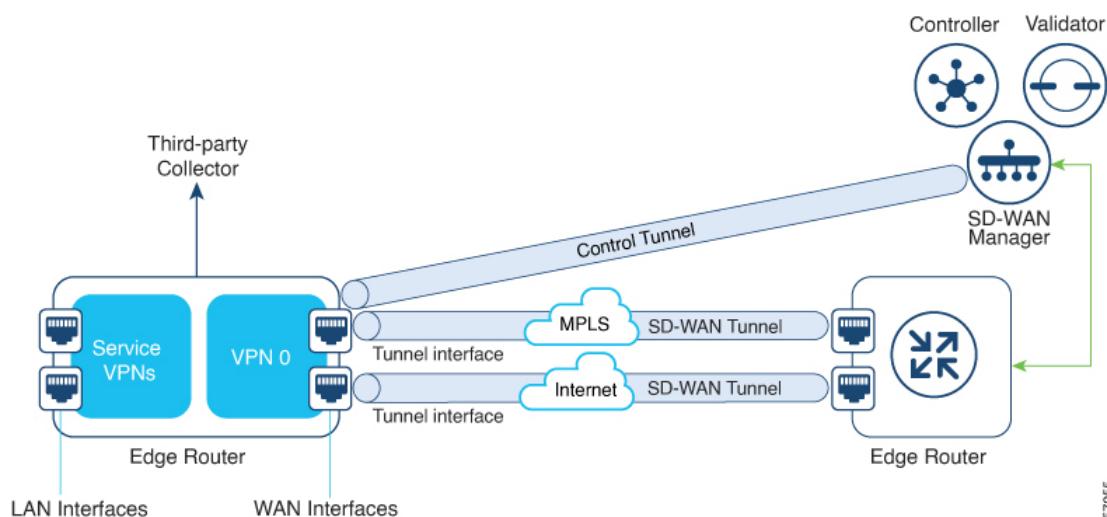 Controller
Validator
Third-party
Collector
SD-WAN
Manager
Control Tunnel
MPLS
SD-WAN Tunnel
Service
VPNs
VPN 0
Tunnel interface
Internet
SD-WAN Tunnel
Tunnel interface
Edge Router
Edge Router
LAN Interfaces
WAN Interfaces